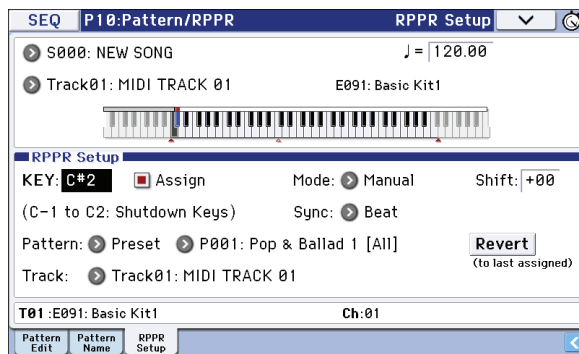 SEQ P10:Pattern/RPPR RPPR Setup
S000: NEW SONG ♩= 120.00
Track01: MIDI TRACK 01 E091: Basic Kit1
RPPR Setup
KEY: C#2 Assign Mode: Manual Shift: +00
(C-1 to C2: Shutdown Keys) Sync: Beat
Pattern: Preset P001: Pop & Ballad 1 [All] Revert
(to last assigned)
Track: Track01: MIDI TRACK 01
T01 :E091: Basic Kit1 Ch:01
Pattern Edit Pattern Name RPPR Setup